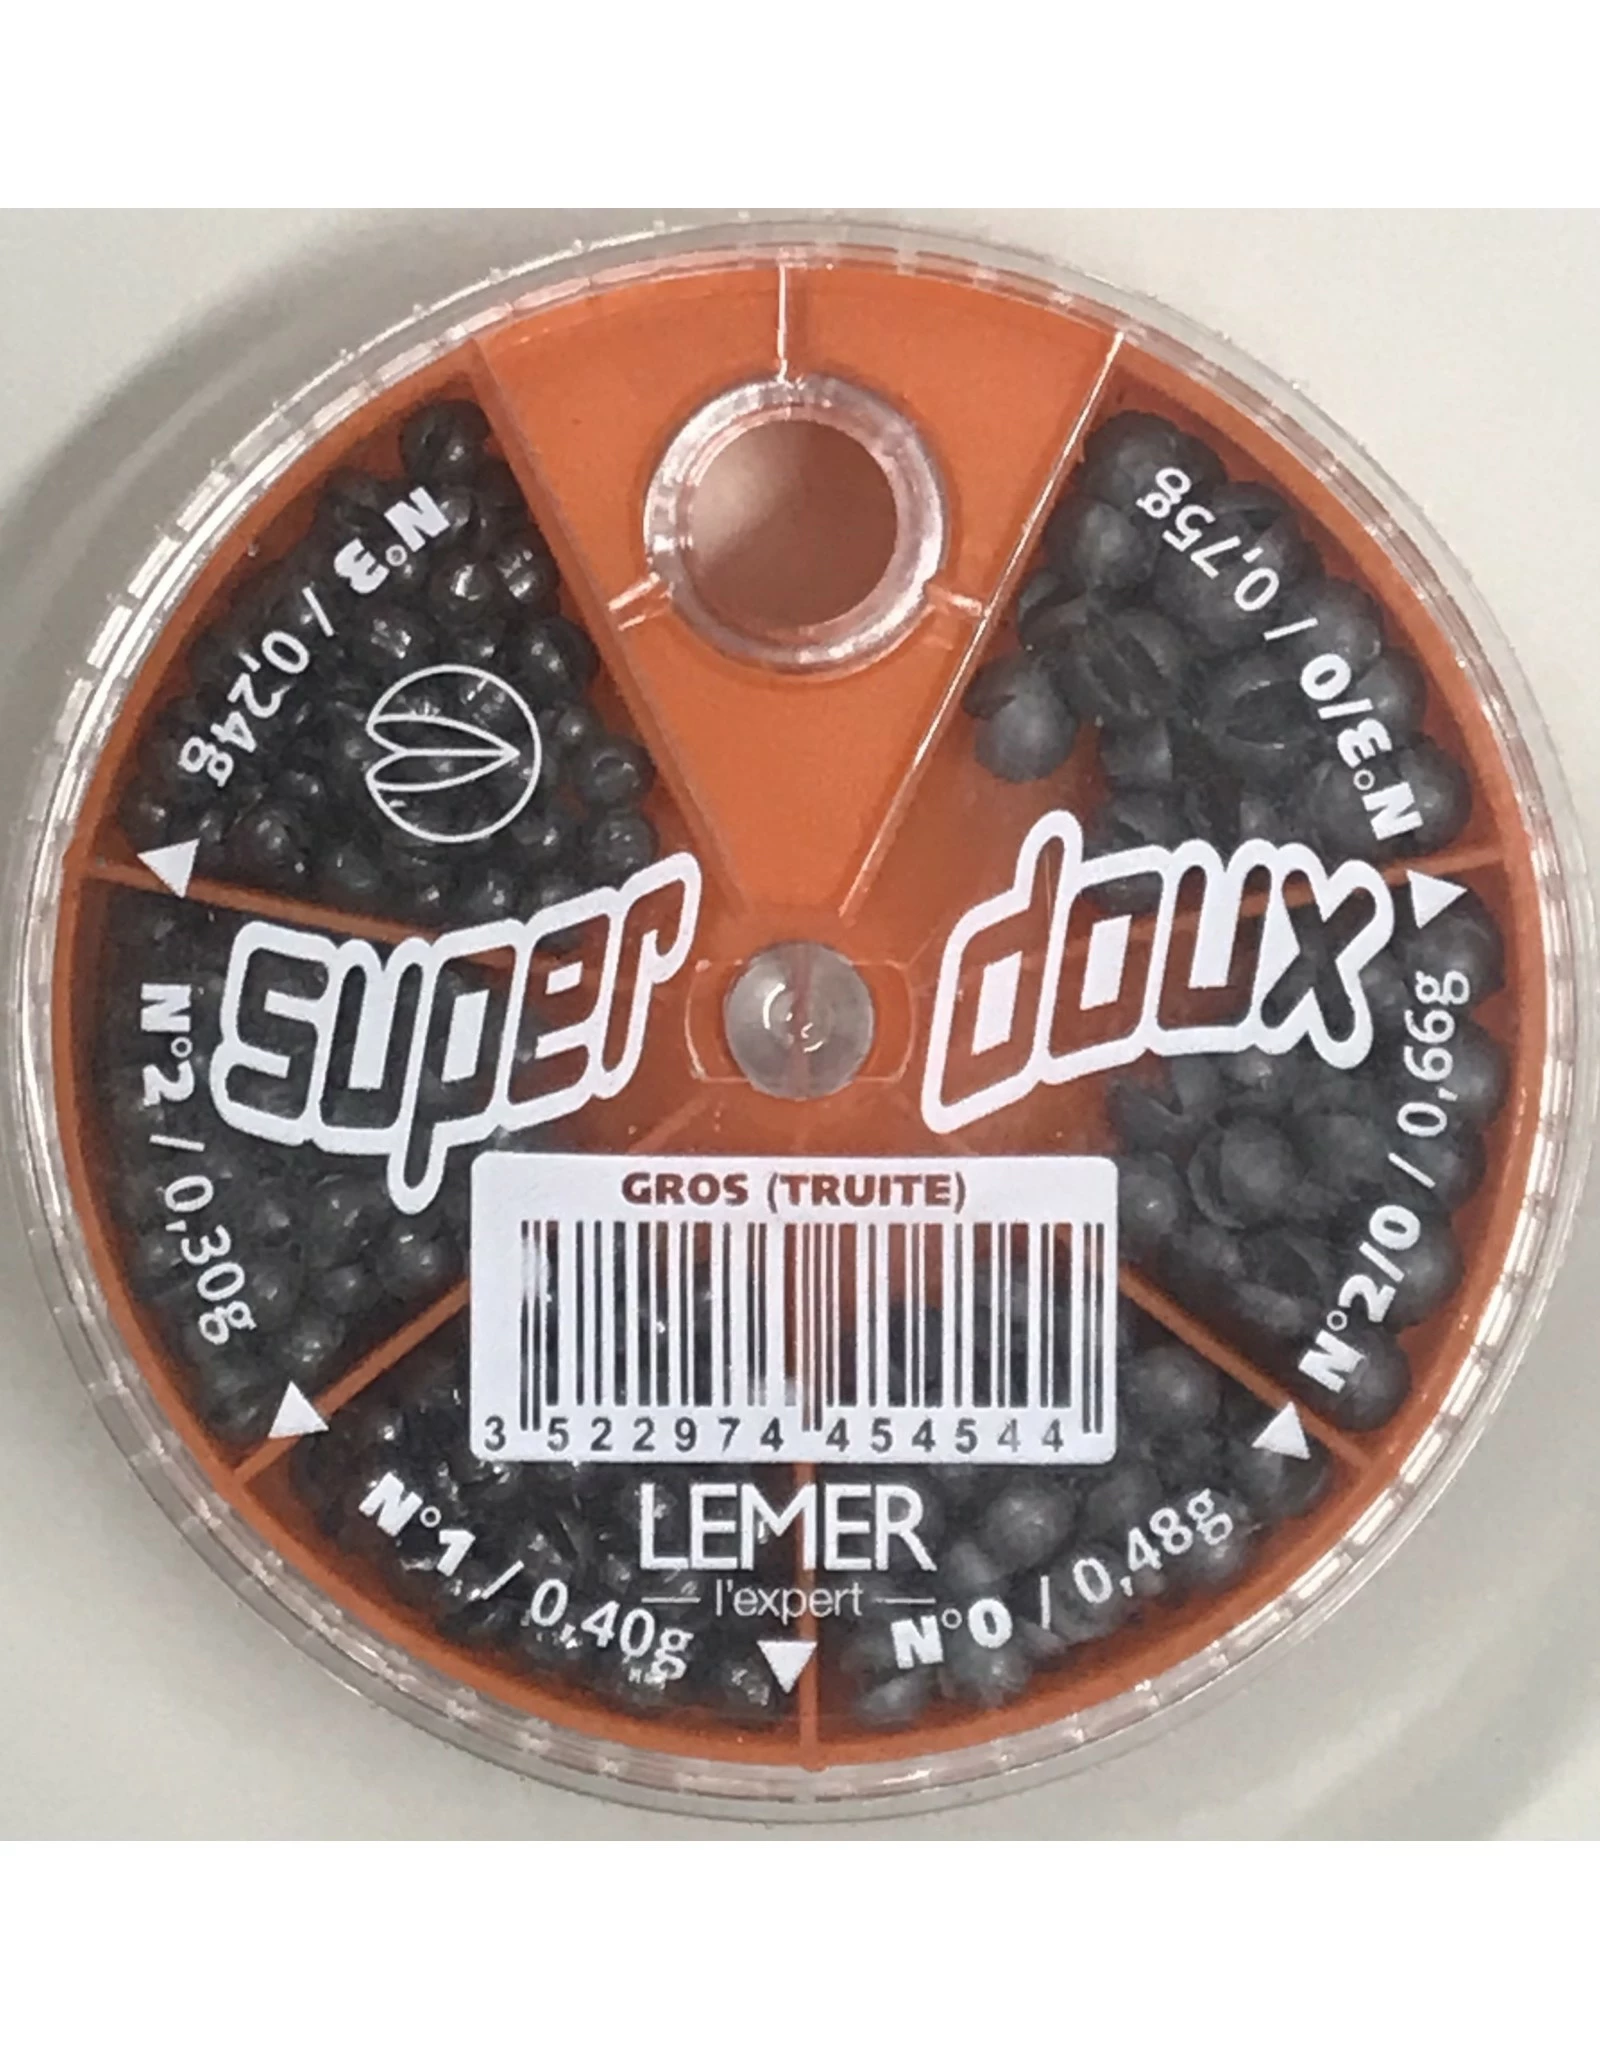 N°3 / 0,24g
N°3/0 / 0,75g
super doux
N°2 / 0,30g
N°2/0 / 0,66g
GROS (TRUITE)
3 522974 454544
N°1 / 0,40g
N°0 / 0,48g
LEMER
l'expert